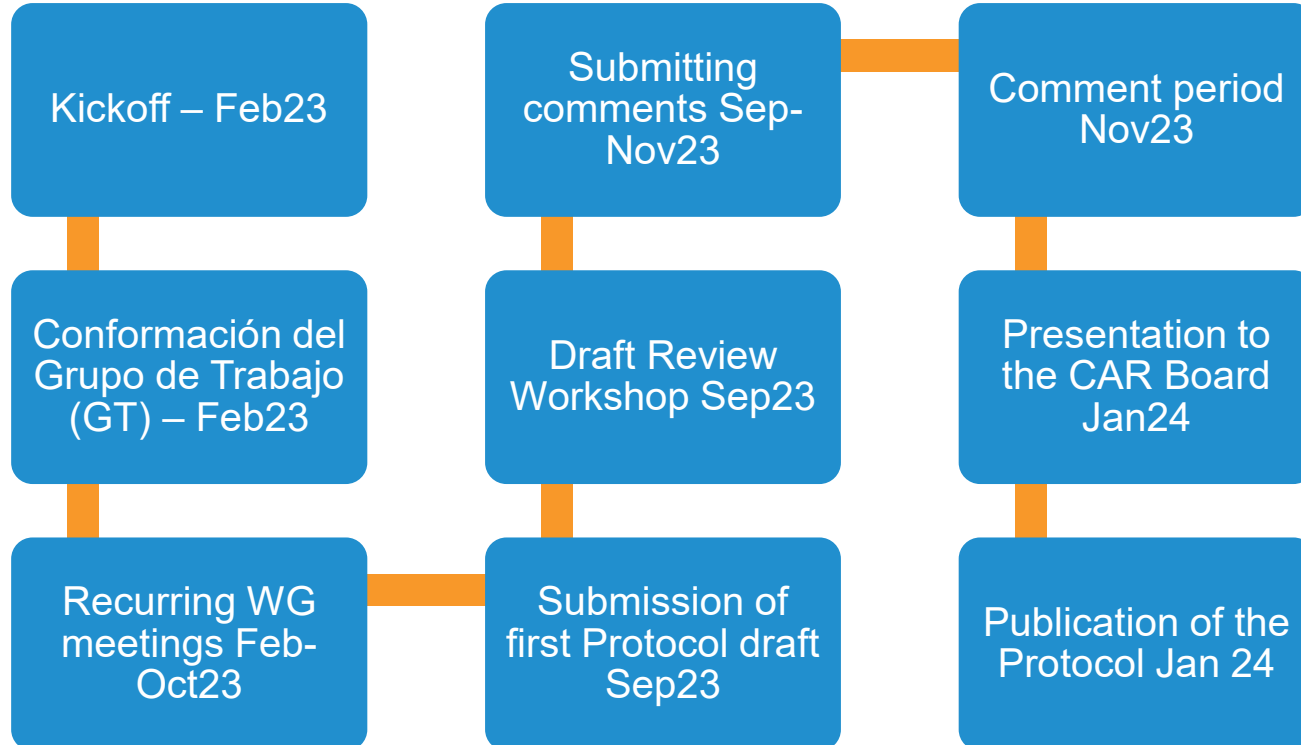 Kickoff – Feb23
Conformación del
Grupo de Trabajo
(GT) – Feb23
Recurring WG
meetings Feb-
Oct23
Submission of
first Protocol draft
Sep23
Draft Review
Workshop Sep23
Submitting
comments Sep-
Nov23
Comment period
Nov23
Presentation to
the CAR Board
Jan24
Publication of the
Protocol Jan 24